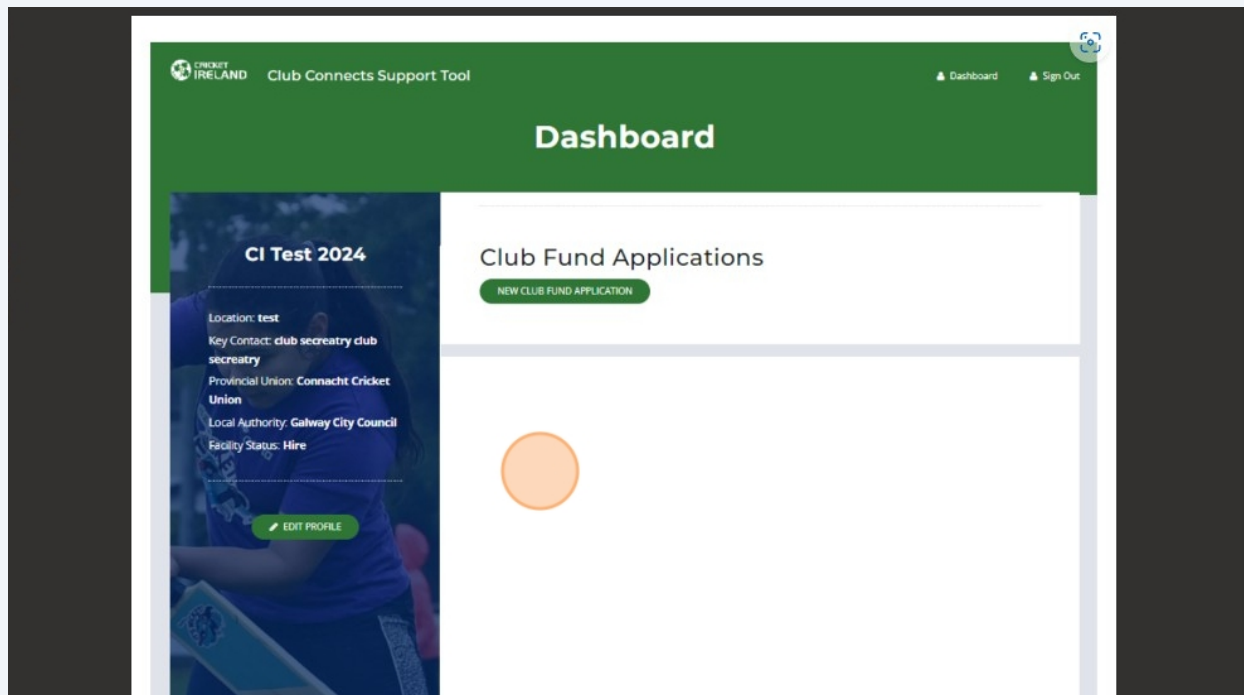 CRICKET
IRELAND
Club Connects Support Tool
Dashboard
Sign Out
Dashboard
CI Test 2024
Location: test
Key Contact: club secreatry club
secreatry
Provincial Union: Connacht Cricket
Union
Local Authority: Galway City Council
Facility Status: Hire
EDIT PROFILE
Club Fund Applications
NEW CLUB FUND APPLICATION